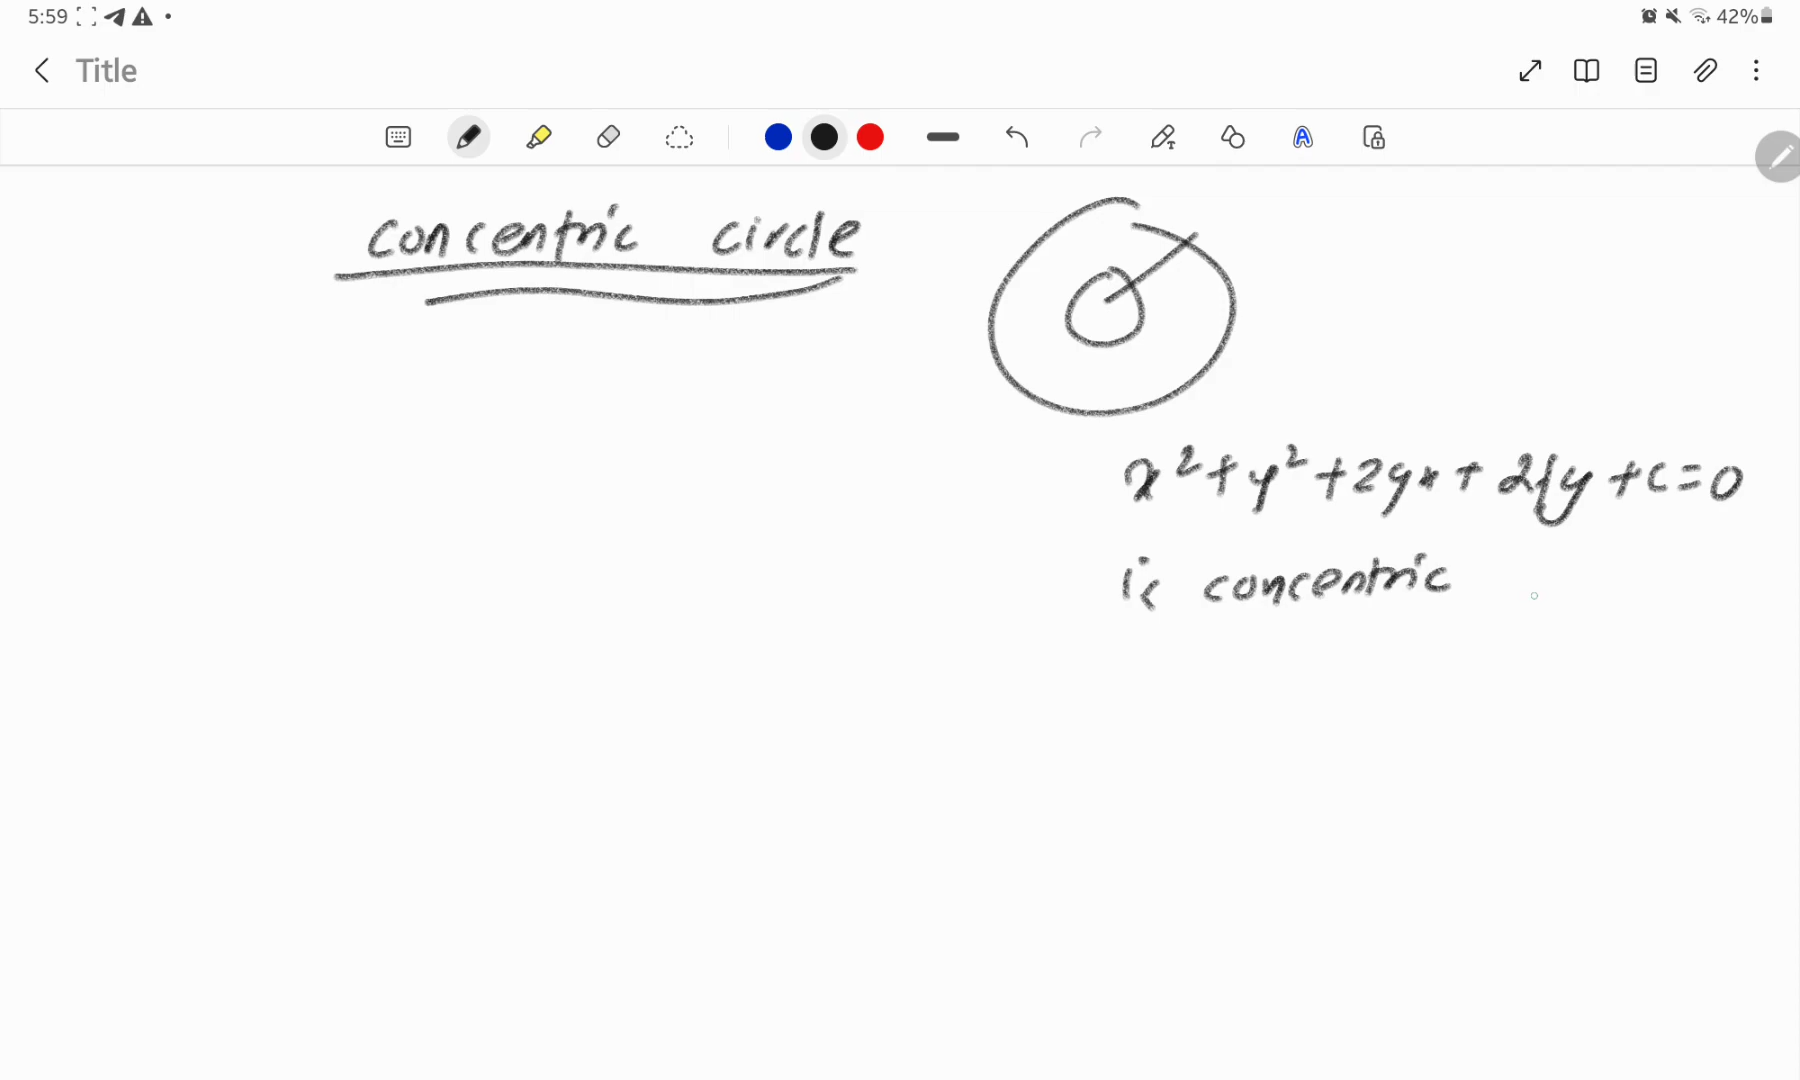 5:59
42%
Title
concentric circle
x²+y²+2gx+2fy+c=0
is concentric